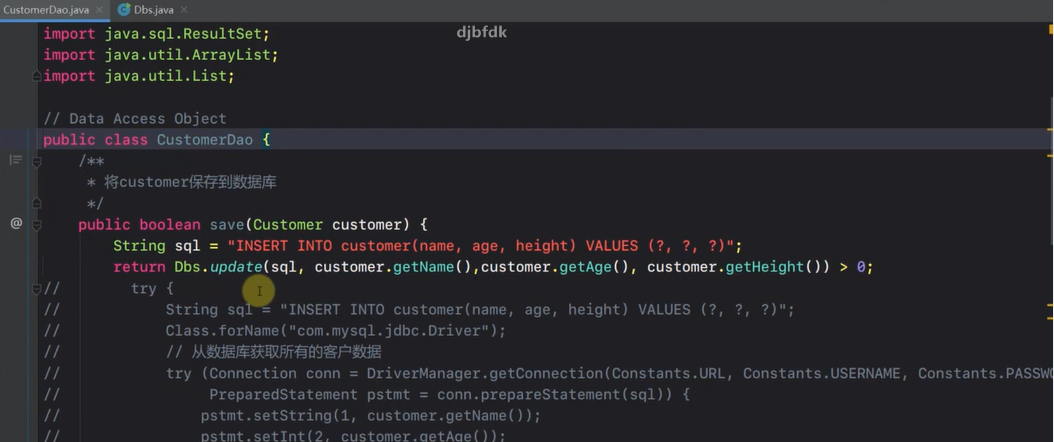 CustomerDao.java Dbs.java
djbfdk
import java.sql.ResultSet;
import java.util.ArrayList;
import java.util.List;
// Data Access Object
public class CustomerDao {
/**
* 将customer保存到数据库
*/
@ public boolean save(Customer customer) {
String sql = "INSERT INTO customer(name, age, height) VALUES (?, ?, ?)";
return Dbs.update(sql, customer.getName(),customer.getAge(), customer.getHeight()) > 0;
// try {
// String sql = "INSERT INTO customer(name, age, height) VALUES (?, ?, ?)";
// Class.forName("com.mysql.jdbc.Driver");
// // 从数据库获取所有的客户数据
// try (Connection conn = DriverManager.getConnection(Constants.URL, Constants.USERNAME, Constants.PASSWO
// PreparedStatement pstmt = conn.prepareStatement(sql)) {
// pstmt.setString(1, customer.getName());
// pstmt.setInt(2, customer.getAge());